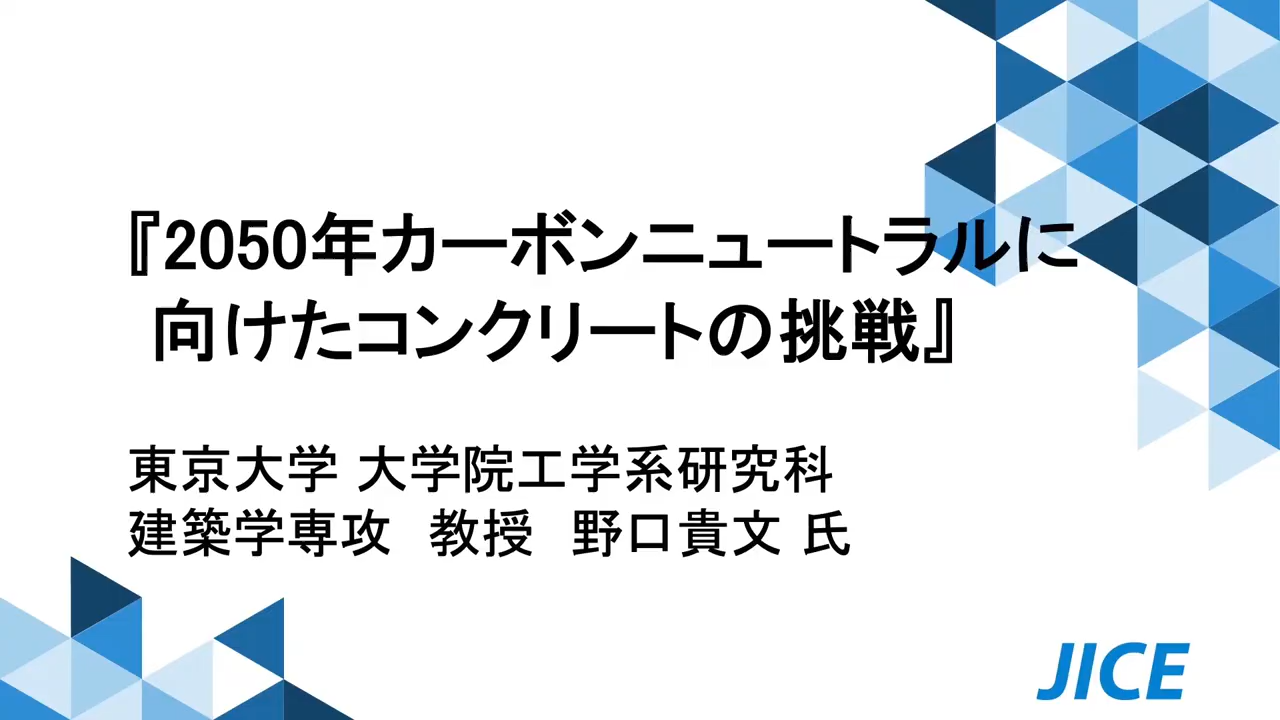 『2050年カーボンニュートラルに
向けたコンクリートの挑戦』
東京大学 大学院工学系研究科
建築学専攻　教授　野口貴文 氏
JICE